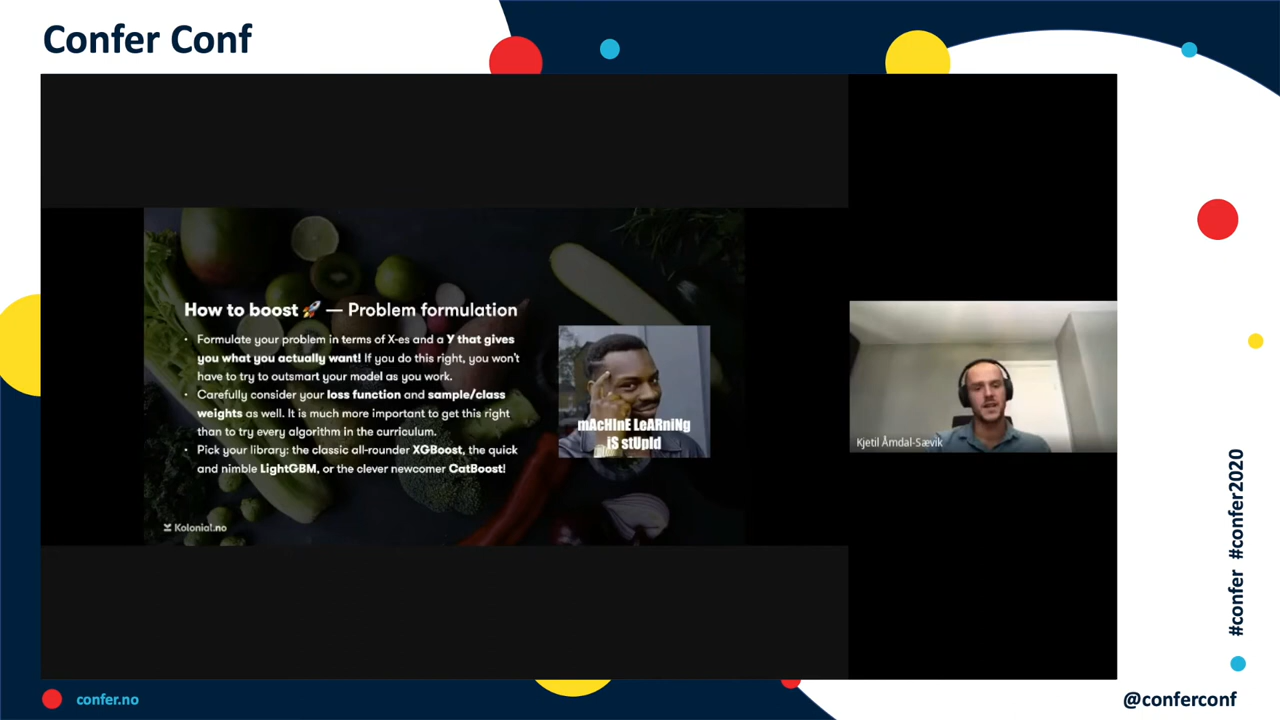 Confer Conf
How to boost 🚀 — Problem formulation
• Formulate your problem in terms of X-es and a Y that gives
you what you actually want! If you do this right, you won't
have to try to outsmart your model as you work.
• Carefully consider your loss function and sample/class
weights as well. It is much more important to get this right
than to try every algorithm in the curriculum.
• Pick your library: the classic all-rounder XGBoost, the quick
and nimble LightGBM, or the clever newcomer CatBoost!
mAcHInE LeARniNg
iS stUpId
Kolonial.no
Kjetil Åmdal-Sævik
#confer #confer2020
confer.no
@conferconf